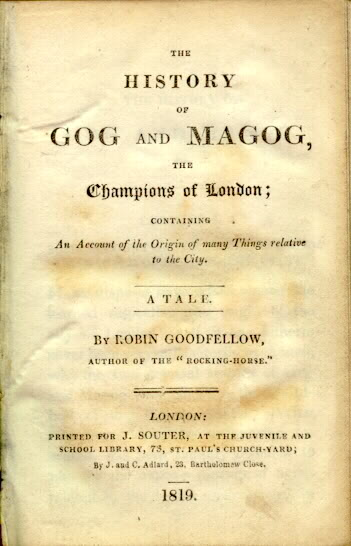 THE
HISTORY
OF
GOG AND MAGOG,
THE
Champions of London;
CONTAINING
An Account of the Origin of many Things relative
to the City.
A TALE.
By ROBIN GOODFELLOW,
AUTHOR OF THE "ROCKING-HORSE."
LONDON:
PRINTED FOR J. SOUTER, AT THE JUVENILE AND
SCHOOL LIBRARY, 73, ST. PAUL'S CHURCH-YARD;
By J. and C. Adlard, 23, Bartholomew Close.
1819.